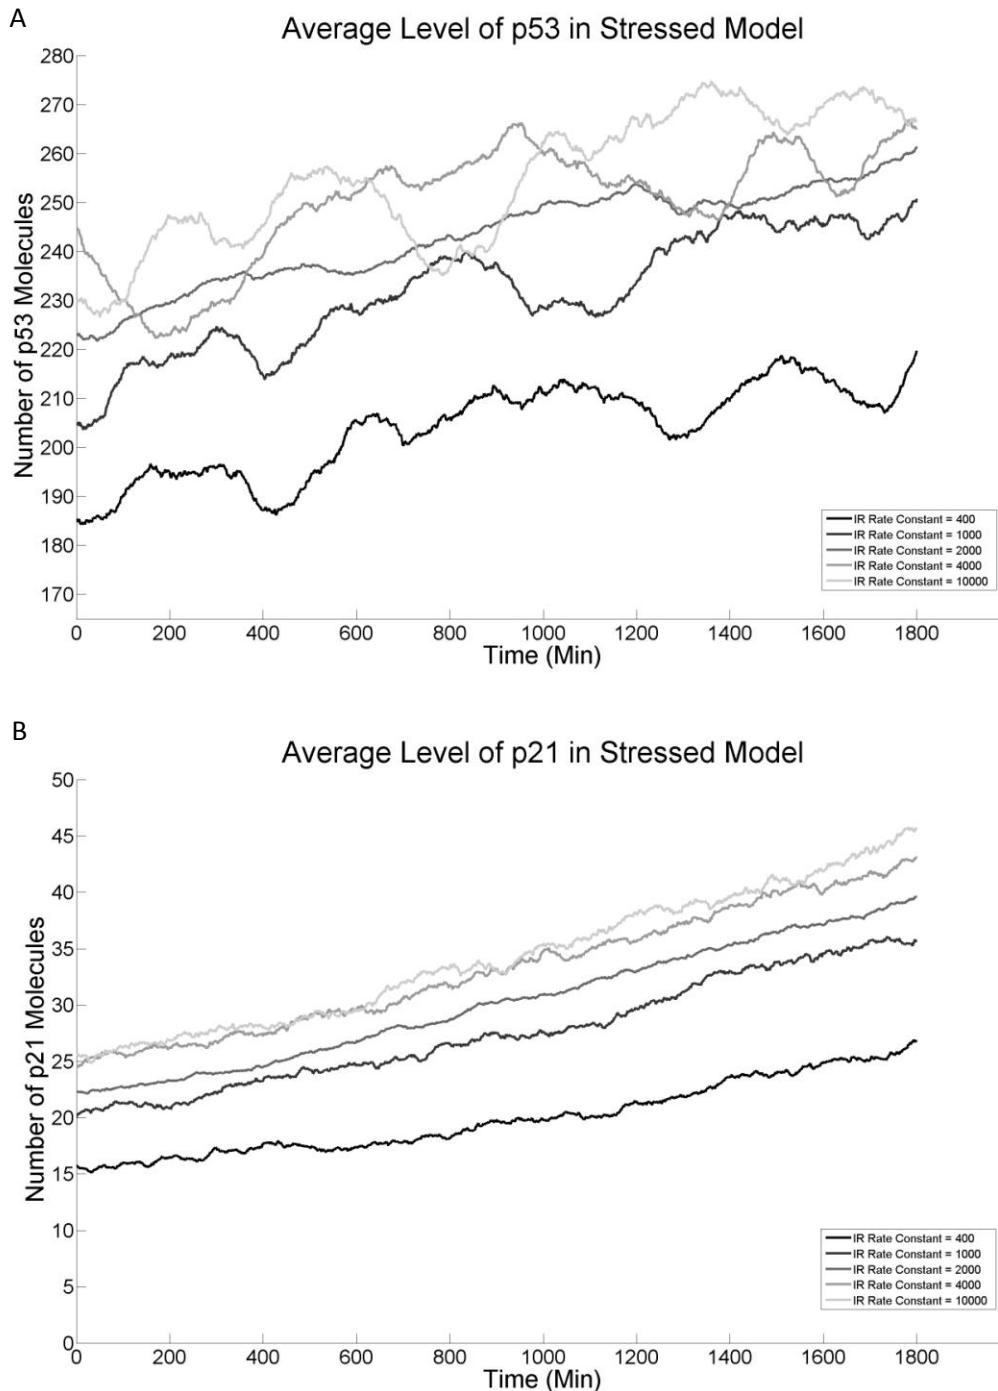 A
Average Level of p53 in Stressed Model
280
270
260
250
240
230
220
210
200
190
180
170
Number of p53 Molecules
IR Rate Constant = 400
IR Rate Constant = 1000
IR Rate Constant = 2000
IR Rate Constant = 4000
IR Rate Constant = 10000
0 200 400 600 800 1000 1200 1400 1600 1800
Time (Min)
B
Average Level of p21 in Stressed Model
50
45
40
35
30
25
20
15
10
5
0
Number of p21 Molecules
IR Rate Constant = 400
IR Rate Constant = 1000
IR Rate Constant = 2000
IR Rate Constant = 4000
IR Rate Constant = 10000
0 200 400 600 800 1000 1200 1400 1600 1800
Time (Min)